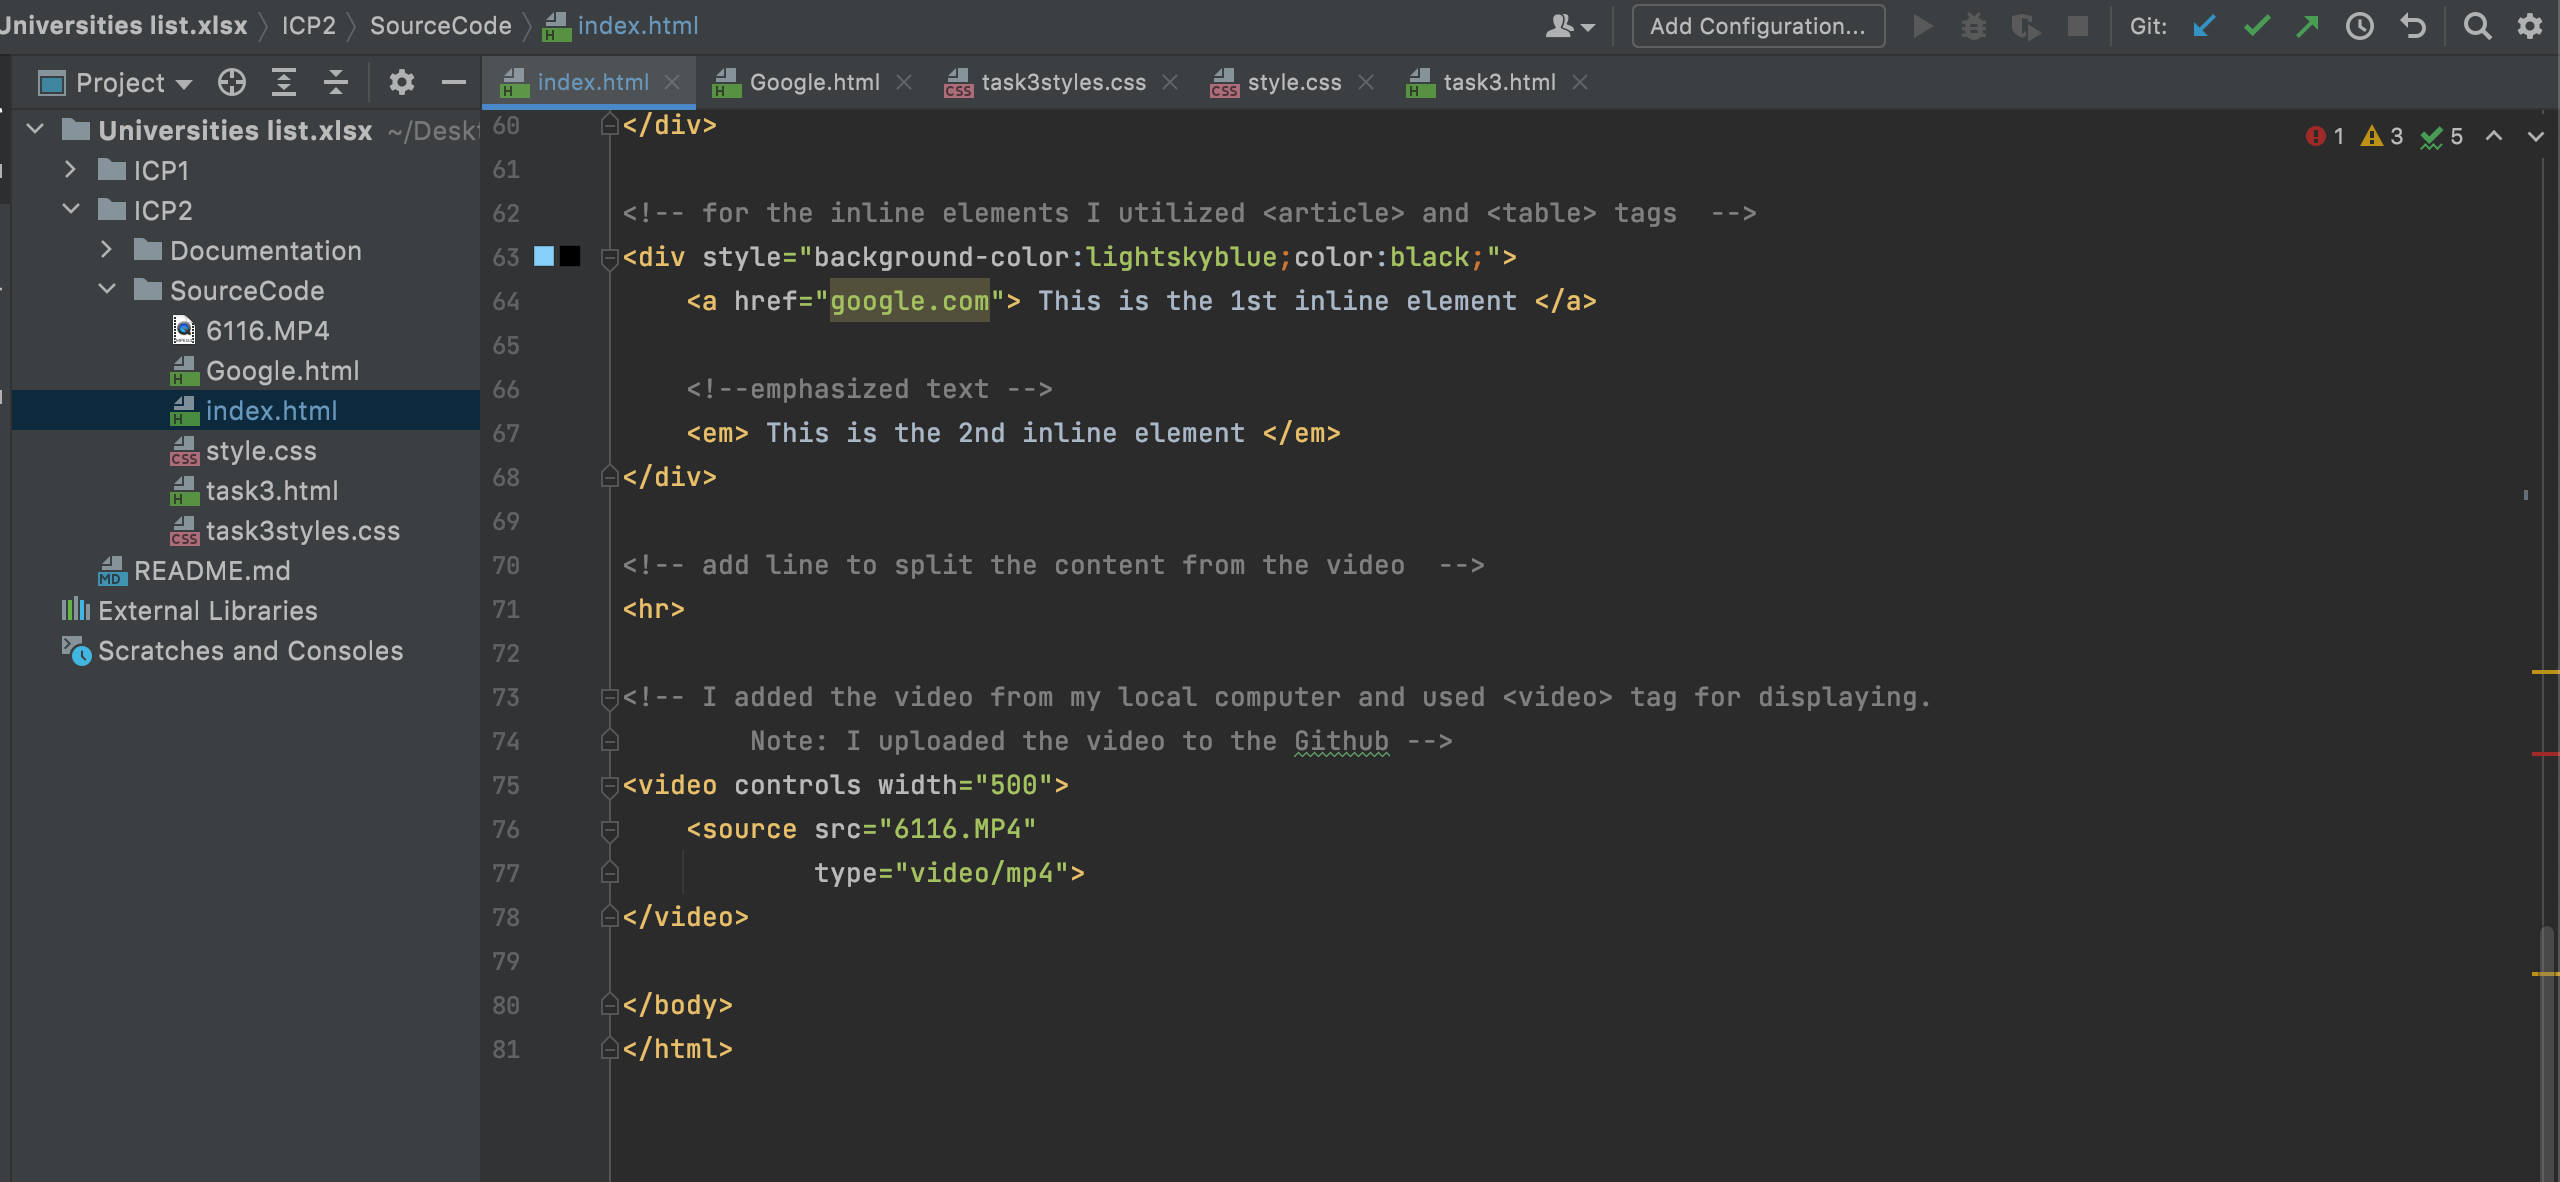 Universities list.xlsx ICP2 SourceCode index.html Add Configuration... Git:
Project index.html Google.html task3styles.css style.css task3.html
Universities list.xlsx ~/Deskt
ICP1
ICP2
Documentation
SourceCode
6116.MP4
Google.html
index.html
style.css
task3.html
task3styles.css
README.md
External Libraries
Scratches and Consoles
1 3 5
60 </div>
61
62 <!-- for the inline elements I utilized <article> and <table> tags  -->
63 <div style="background-color:lightskyblue;color:black;">
64     <a href="google.com"> This is the 1st inline element </a>
65
66     <!--emphasized text -->
67     <em> This is the 2nd inline element </em>
68 </div>
69
70 <!-- add line to split the content from the video  -->
71 <hr>
72
73 <!-- I added the video from my local computer and used <video> tag for displaying.
74         Note: I uploaded the video to the Github -->
75 <video controls width="500">
76     <source src="6116.MP4"
77             type="video/mp4">
78 </video>
79
80 </body>
81 </html>